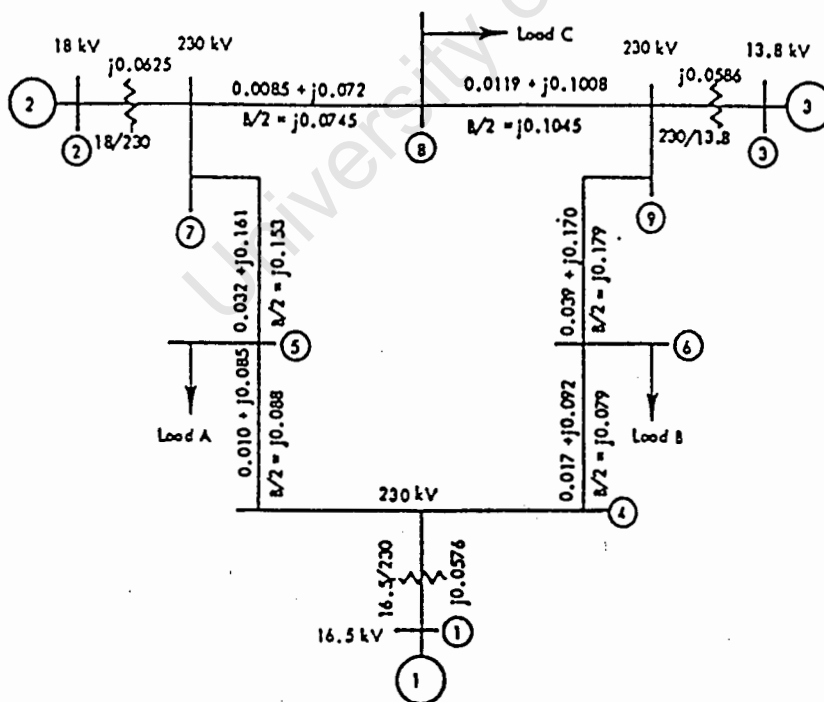 University o
Load C
18 kV
j0.0625
230 kV
0.0085 + j0.072
B/2 = j0.0745
0.0119 + j0.1008
B/2 = j0.1045
230 kV
j0.0586
13.8 kV
2
2
18/230
8
230/13.8
3
3
7
9
0.032 + j0.161
B/2 = j0.153
0.039 + j0.170
B/2 = j0.179
5
6
Load A
Load B
0.010 + j0.085
B/2 = j0.088
0.017 + j0.092
B/2 = j0.079
230 kV
4
16.5/230
j0.0576
16.5 kV
1
1